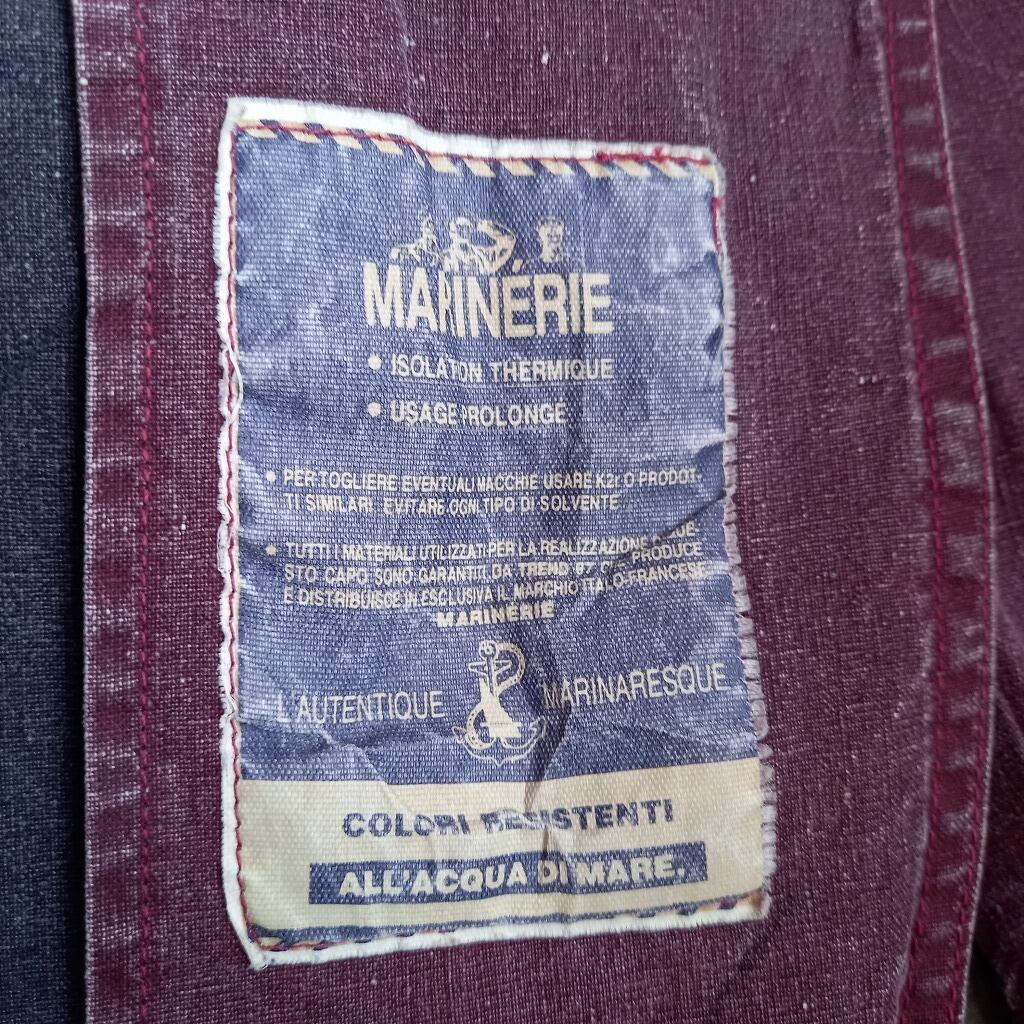 MARINÉRIE
• ISOLATION THERMIQUE
• USAGE PROLONGE
• PER TOGLIERE EVENTUALI MACCHIE USARE K2r O PRODOT-
TI SIMILARI EVITARE OGNI TIPO DI SOLVENTE
• TUTTI I MATERIALI UTILIZZATI PER LA REALIZZAZIONE DI QUE-
STO CAPO SONO GARANTITI DA TREND 87 CHE PRODUCE
E DISTRIBUISCE IN ESCLUSIVA IL MARCHIO ITALO FRANCESE
MARINÉRIE
L'AUTENTIQUE MARINARESQUE
COLORI RESISTENTI
ALL'ACQUA DI MARE.